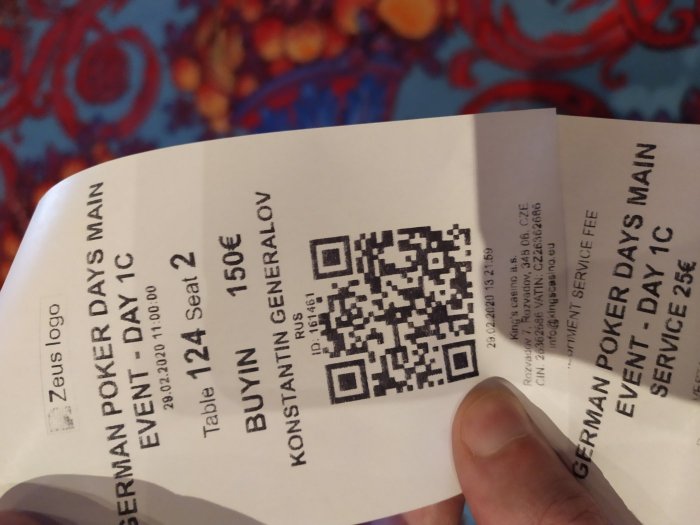 Zeus logo
GERMAN POKER DAYS MAIN
EVENT - DAY 1C
29.02.2020 11:00:00
Table 124 Seat 2
BUYIN 150€
KONSTANTIN GENERALOV
RUS
ID. 161461
29.02.2020 13:21:59
King's casino a.s.
Rozvadov 7, Rozvadov, 348 06, CZE
CIN. 26362686 VATIN. CZ26362686
info@kingscasino.eu
SERVICE FEE
GERMAN POKER DAYS MAIN
EVENT - DAY 1C
SERVICE 25€